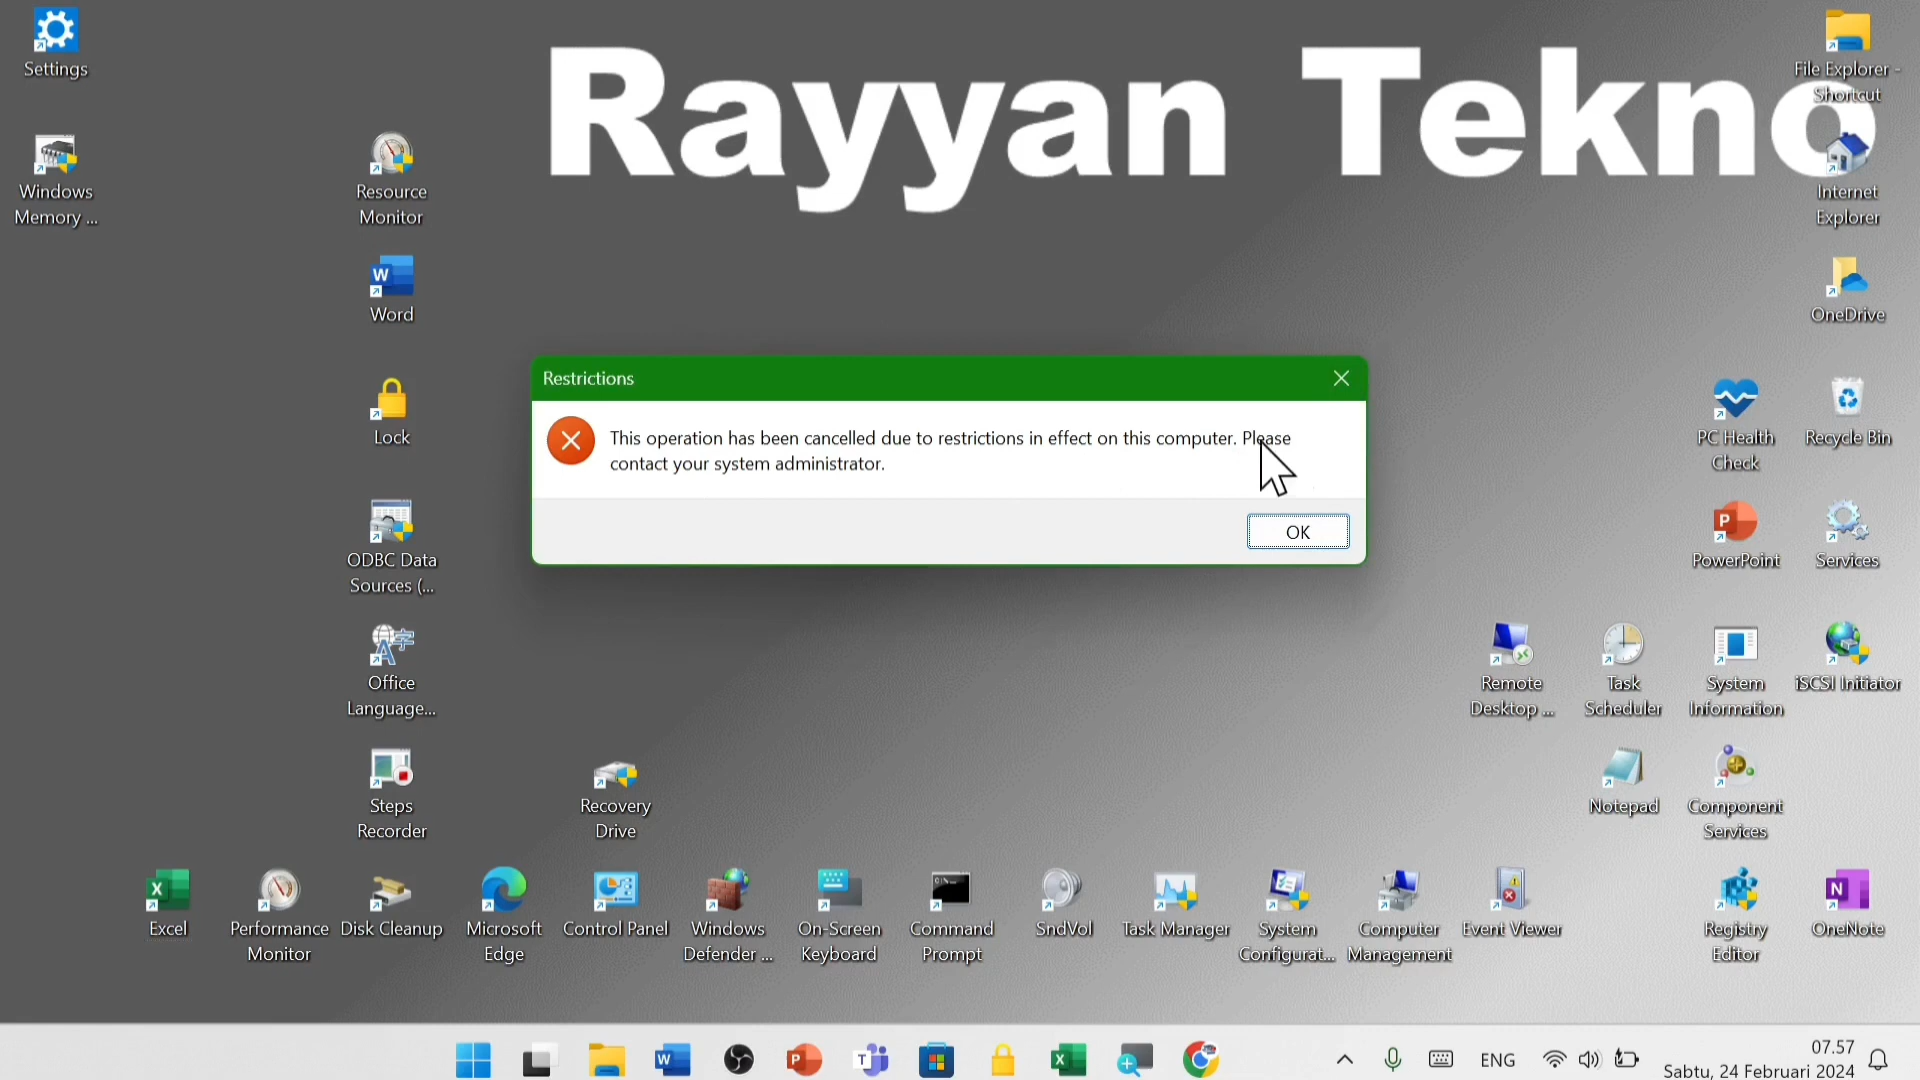 Rayyan Tekno
Settings
File Explorer -
Shortcut
Windows
Memory ...
Resource
Monitor
Internet
Explorer
Word
OneDrive
Restrictions
This operation has been cancelled due to restrictions in effect on this computer. Please
contact your system administrator.
OK
Lock
PC Health
Check
Recycle Bin
ODBC Data
Sources (...
PowerPoint
Services
Office
Language...
Remote
Desktop ...
Task
Scheduler
System
Information
iSCSI Initiator
Steps
Recorder
Recovery
Drive
Notepad
Component
Services
Excel
Performance
Monitor
Disk Cleanup
Microsoft
Edge
Control Panel
Windows
Defender ...
On-Screen
Keyboard
Command
Prompt
SndVol
Task Manager
System
Configurat...
Computer
Management
Event Viewer
Registry
Editor
OneNote
ENG
07.57
Sabtu, 24 Februari 2024